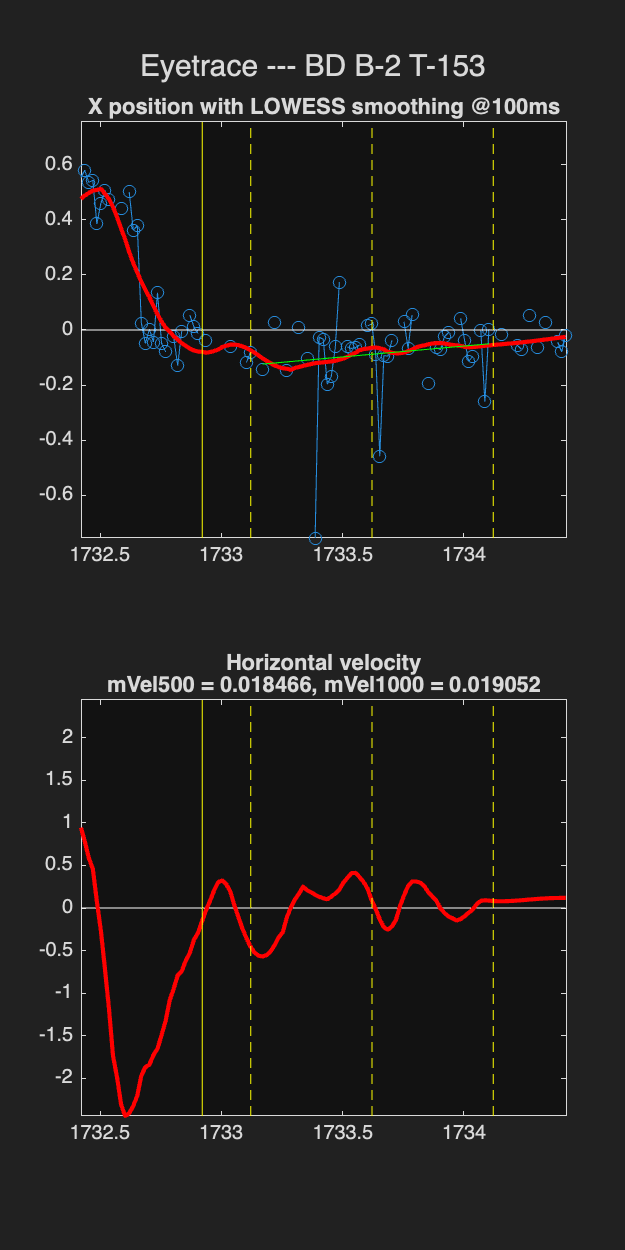 Eyetrace --- BD B-2 T-153
X position with LOWESS smoothing @100ms
0.6
0.4
0.2
0
-0.2
-0.4
-0.6
1732.5 1733 1733.5 1734
Horizontal velocity
mVel500 = 0.018466, mVel1000 = 0.019052
2
1.5
1
0.5
0
-0.5
-1
-1.5
-2
1732.5 1733 1733.5 1734